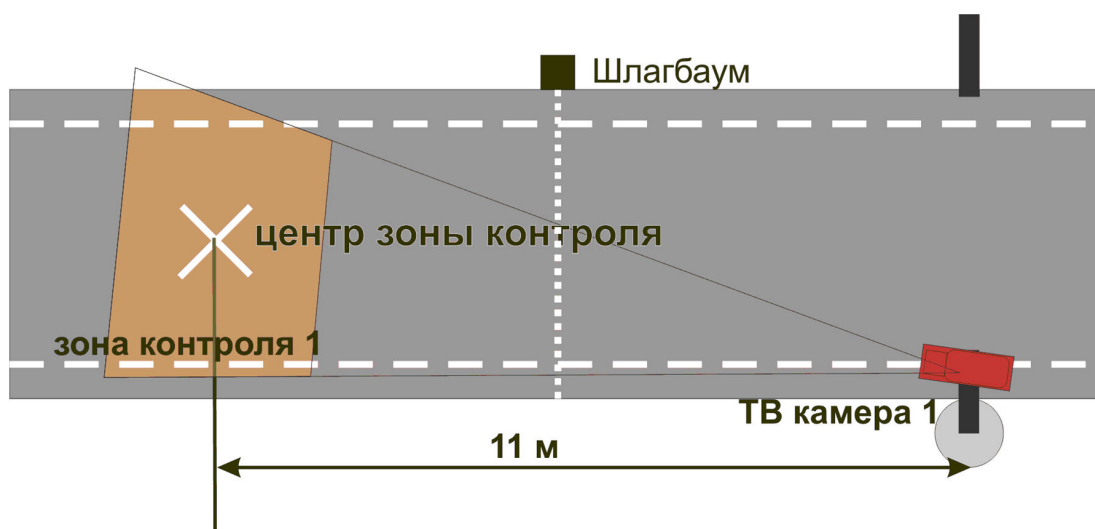 Шлагбаум
центр зоны контроля
зона контроля 1
ТВ камера 1
11 м